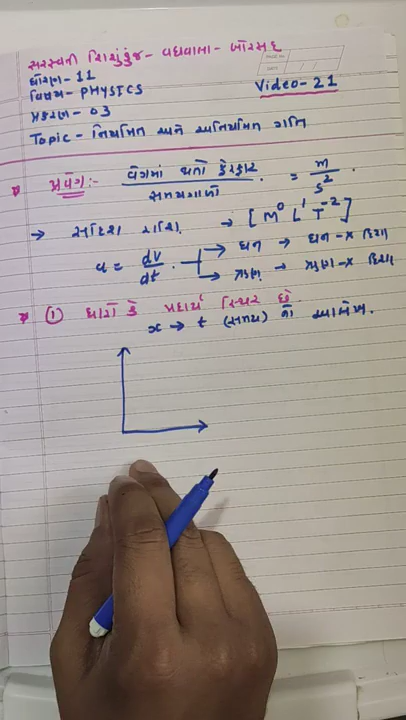 સરસ્વતી શિશુકુંજ - વઘવાલા - બોરસદ
ધોરણ - 11
વિષય - PHYSICS
પ્રકરણ - 03
Video - 21
Topic - નિયમિત અને અનિયમિત ગતિ
* પ્રવેગ :- વેગમાં થતો ફેરફાર / સમયગાળો = m / s²
→ સદિશ રાશિ. → [M⁰ L¹ T⁻²]
a = dv / dt → ધન → ધન-x દિશા
→ ઋણ → ઋણ-x દિશા
* ① ધારો કે પદાર્થ સ્થિર છે.
x → t (સમય) નો આલેખ.